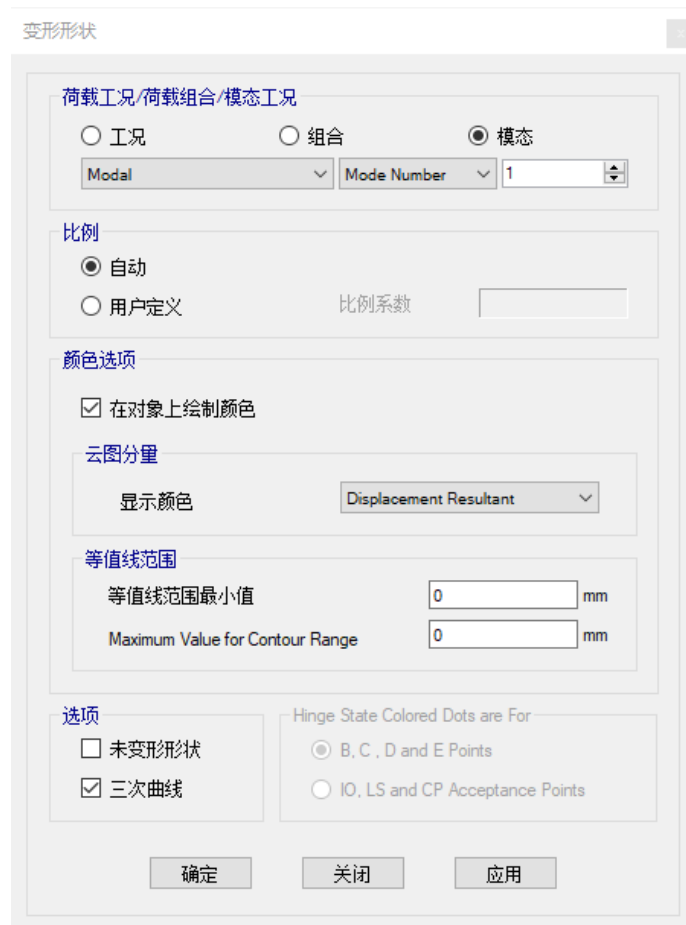 变形形状
荷载工况/荷载组合/模态工况
工况 组合 模态
Modal Mode Number 1
比例
自动
用户定义 比例系数
颜色选项
在对象上绘制颜色
云图分量
显示颜色 Displacement Resultant
等值线范围
等值线范围最小值 0 mm
Maximum Value for Contour Range 0 mm
选项 Hinge State Colored Dots are For
未变形形状 B, C , D and E Points
三次曲线 IO, LS and CP Acceptance Points
确定 关闭 应用